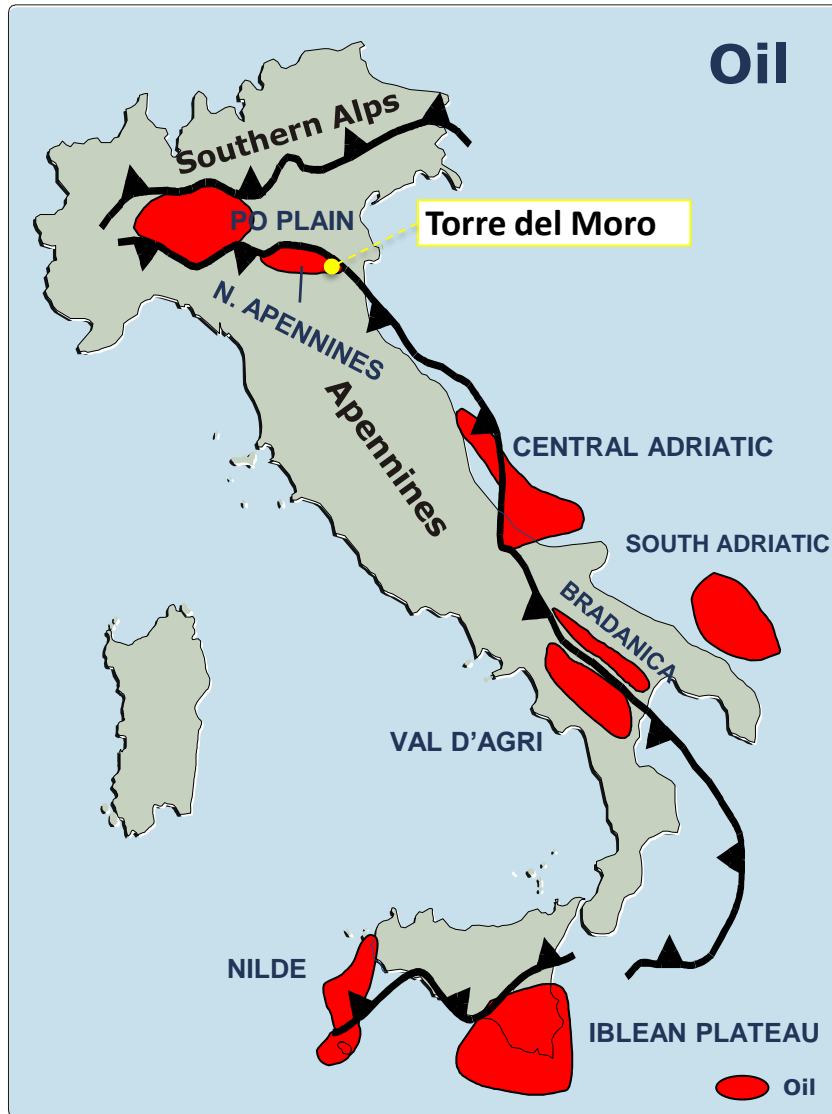 Oil
Southern Alps
PO PLAIN
Torre del Moro
N. APENNINES
Apennines
CENTRAL ADRIATIC
SOUTH ADRIATIC
BRADANICA
VAL D’AGRI
NILDE
IBLEAN PLATEAU
Oil